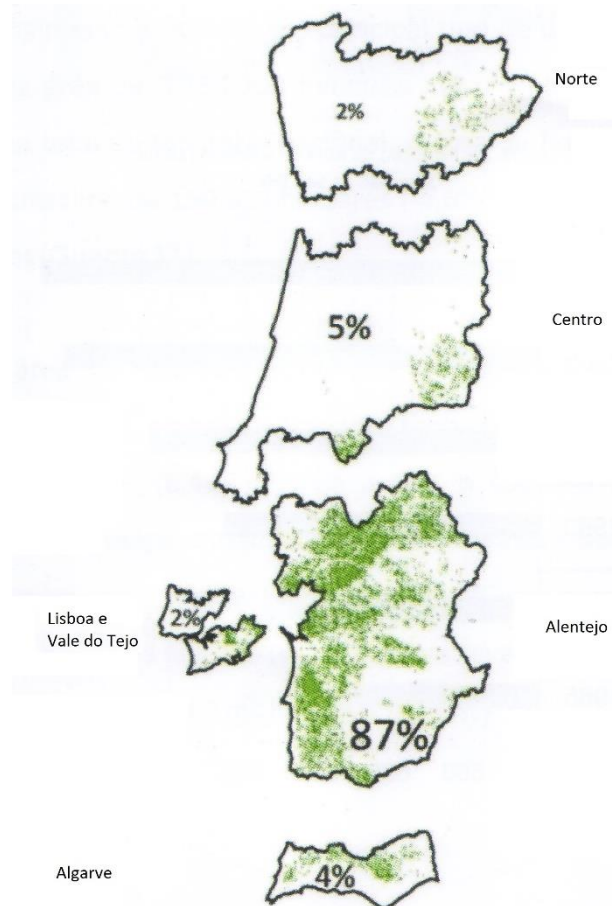 Norte
2%
Centro
5%
Lisboa e
Vale do Tejo
2%
Alentejo
87%
Algarve
4%